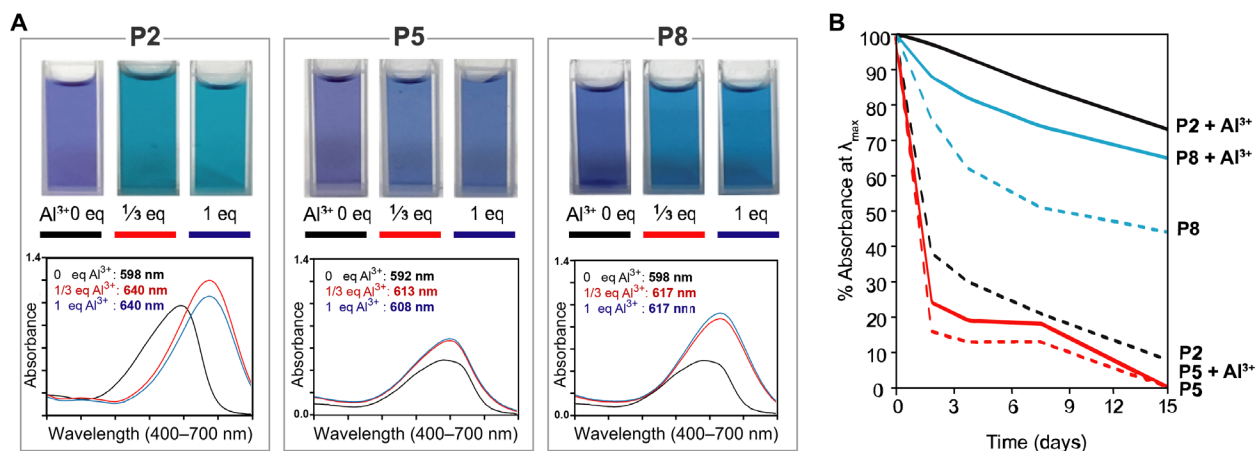 A
P2
Al³⁺ 0 eq ⅓ eq 1 eq
1.4
0 eq Al³⁺: 598 nm
1/3 eq Al³⁺: 640 nm
1 eq Al³⁺: 640 nm
Absorbance
Wavelength (400–700 nm)
P5
Al³⁺ 0 eq ⅓ eq 1 eq
1.4
0 eq Al³⁺: 592 nm
1/3 eq Al³⁺: 613 nm
1 eq Al³⁺: 608 nm
Absorbance
0.0
Wavelength (400–700 nm)
P8
Al³⁺ 0 eq ⅓ eq 1 eq
1.4
0 eq Al³⁺: 598 nm
1/3 eq Al³⁺: 617 nm
1 eq Al³⁺: 617 nm
Absorbance
0.0
Wavelength (400–700 nm)
B
% Absorbance at λmax
100
90
80
70
60
50
40
30
20
10
0
0 3 6 9 12 15
Time (days)
P2 + Al³⁺
P8 + Al³⁺
P8
P2
P5 + Al³⁺
P5